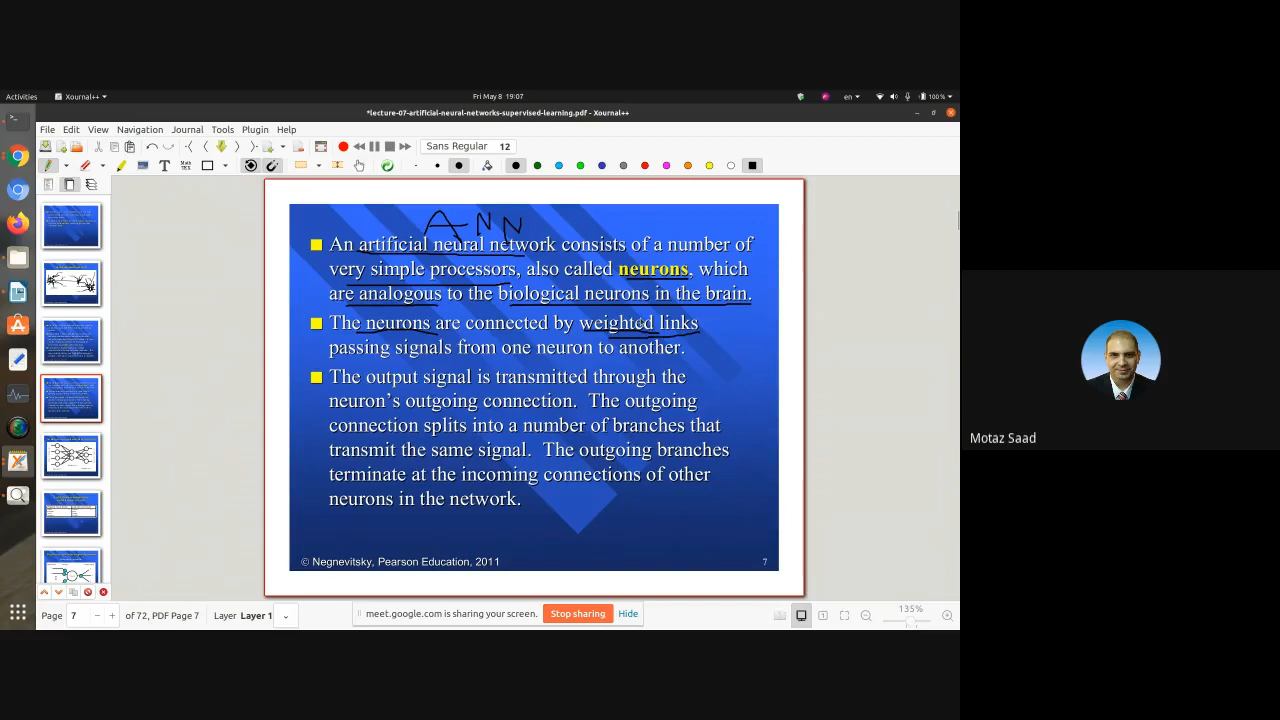 Activities
Xournal++
Fri May 8 19:07
en
100%
*lecture-07-artificial-neural-networks-supervised-learning.pdf - Xournal++
File Edit View Navigation Journal Tools Plugin Help
Sans Regular 12
A N N
An artificial neural network consists of a number of
very simple processors, also called neurons, which
are analogous to the biological neurons in the brain.
The neurons are connected by weighted links
passing signals from one neuron to another.
The output signal is transmitted through the
neuron's outgoing connection. The outgoing
connection splits into a number of branches that
transmit the same signal. The outgoing branches
terminate at the incoming connections of other
neurons in the network.
© Negnevitsky, Pearson Education, 2011
7
Motaz Saad
Page 7 of 72, PDF Page 7 Layer Layer 1
meet.google.com is sharing your screen. Stop sharing Hide
135%